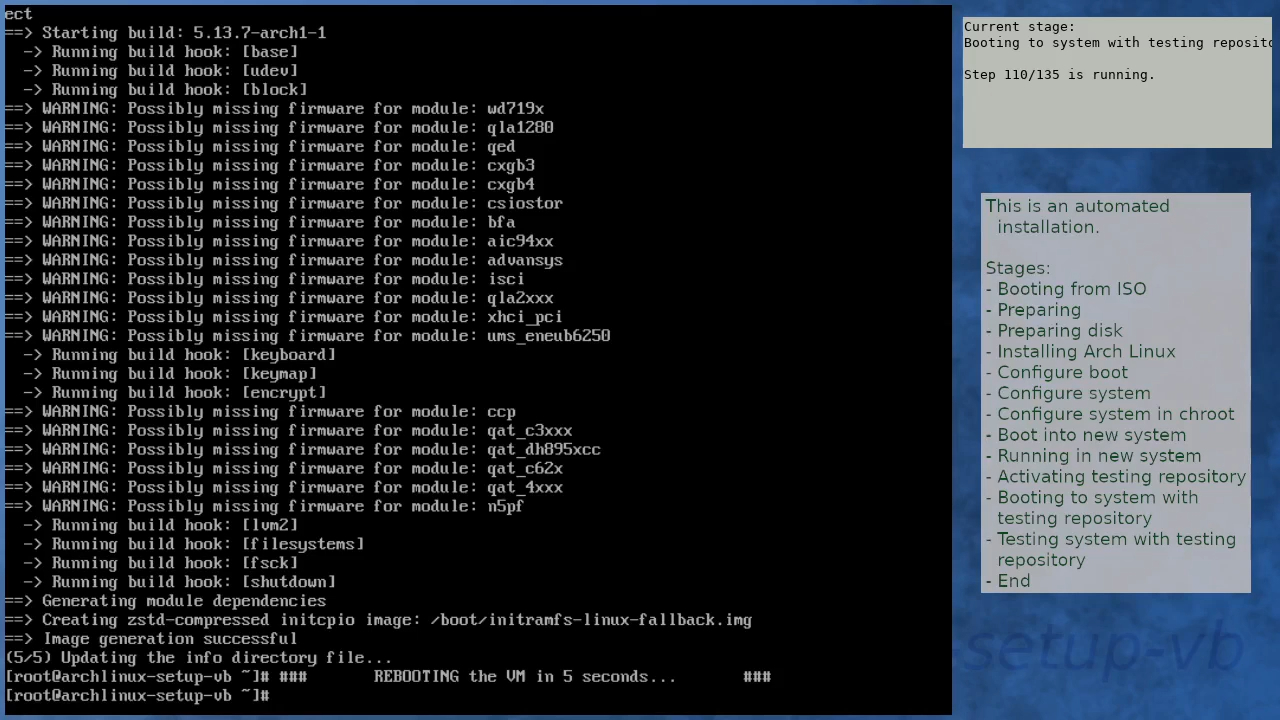 ect
==> Starting build: 5.13.7-arch1-1
  -> Running build hook: [base]
  -> Running build hook: [udev]
  -> Running build hook: [block]
==> WARNING: Possibly missing firmware for module: wd719x
==> WARNING: Possibly missing firmware for module: qla1280
==> WARNING: Possibly missing firmware for module: qed
==> WARNING: Possibly missing firmware for module: cxgb3
==> WARNING: Possibly missing firmware for module: cxgb4
==> WARNING: Possibly missing firmware for module: csiostor
==> WARNING: Possibly missing firmware for module: bfa
==> WARNING: Possibly missing firmware for module: aic94xx
==> WARNING: Possibly missing firmware for module: advansys
==> WARNING: Possibly missing firmware for module: isci
==> WARNING: Possibly missing firmware for module: qla2xxx
==> WARNING: Possibly missing firmware for module: xhci_pci
==> WARNING: Possibly missing firmware for module: ums_eneub6250
  -> Running build hook: [keyboard]
  -> Running build hook: [keymap]
  -> Running build hook: [encrypt]
==> WARNING: Possibly missing firmware for module: ccp
==> WARNING: Possibly missing firmware for module: qat_c3xxx
==> WARNING: Possibly missing firmware for module: qat_dh895xcc
==> WARNING: Possibly missing firmware for module: qat_c62x
==> WARNING: Possibly missing firmware for module: qat_4xxx
==> WARNING: Possibly missing firmware for module: n5pf
  -> Running build hook: [lvm2]
  -> Running build hook: [filesystems]
  -> Running build hook: [fsck]
  -> Running build hook: [shutdown]
==> Generating module dependencies
==> Creating zstd-compressed initcpio image: /boot/initramfs-linux-fallback.img
==> Image generation successful
(5/5) Updating the info directory file...
[root@archlinux-setup-vb ~]# ###       REBOOTING the VM in 5 seconds...       ###
[root@archlinux-setup-vb ~]#
Current stage:
Booting to system with testing reposito
Step 110/135 is running.
This is an automated
installation.
Stages:
- Booting from ISO
- Preparing
- Preparing disk
- Installing Arch Linux
- Configure boot
- Configure system
- Configure system in chroot
- Boot into new system
- Running in new system
- Activating testing repository
- Booting to system with
testing repository
- Testing system with testing
repository
- End
-setup-vb